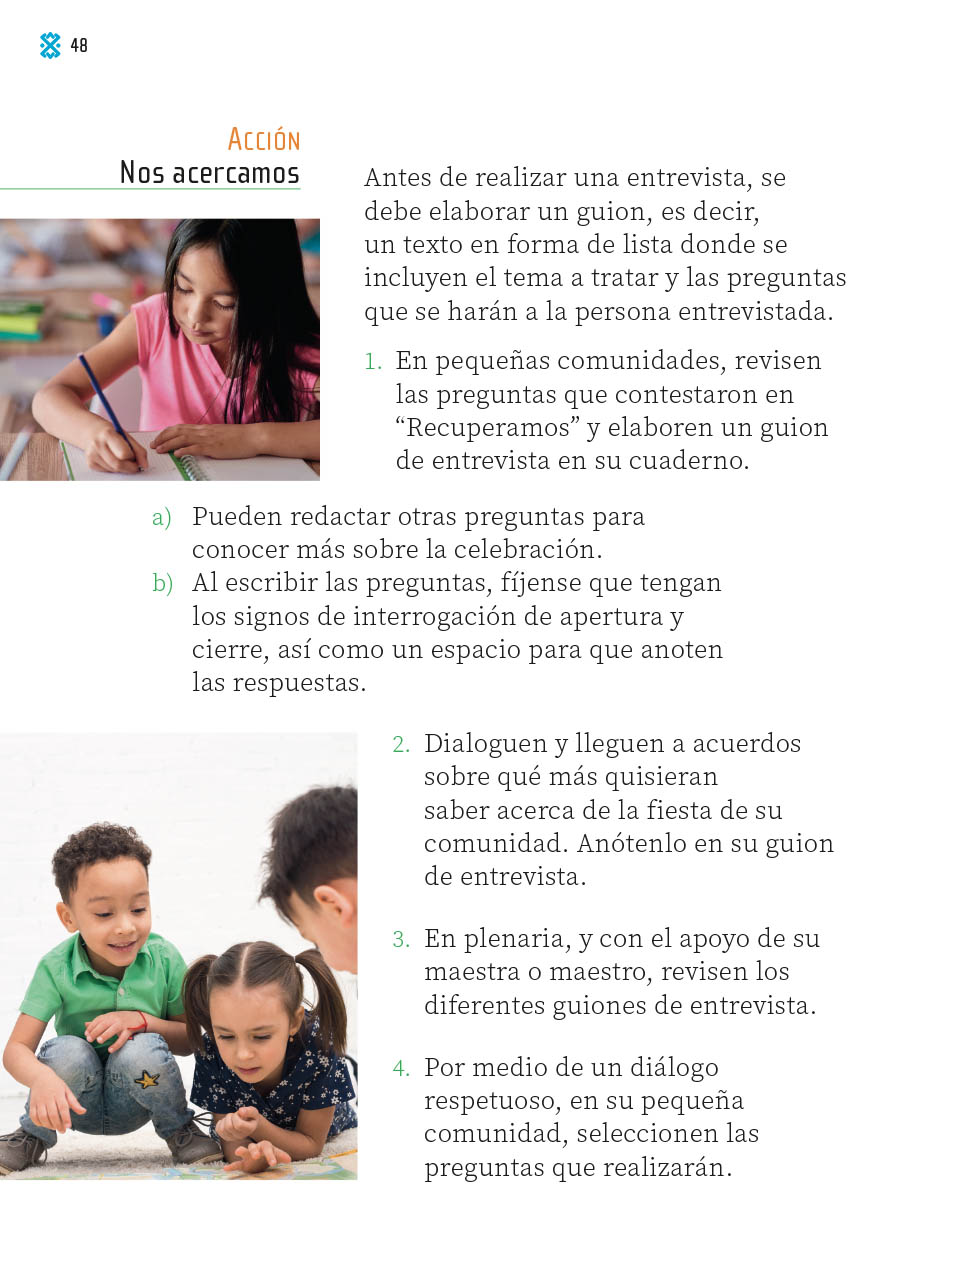 48
Acción
Nos acercamos
Antes de realizar una entrevista, se
debe elaborar un guion, es decir,
un texto en forma de lista donde se
incluyen el tema a tratar y las preguntas
que se harán a la persona entrevistada.
1. En pequeñas comunidades, revisen
las preguntas que contestaron en
“Recuperamos” y elaboren un guion
de entrevista en su cuaderno.
a) Pueden redactar otras preguntas para
conocer más sobre la celebración.
b) Al escribir las preguntas, fíjense que tengan
los signos de interrogación de apertura y
cierre, así como un espacio para que anoten
las respuestas.
2. Dialoguen y lleguen a acuerdos
sobre qué más quisieran
saber acerca de la fiesta de su
comunidad. Anótenlo en su guion
de entrevista.
3. En plenaria, y con el apoyo de su
maestra o maestro, revisen los
diferentes guiones de entrevista.
4. Por medio de un diálogo
respetuoso, en su pequeña
comunidad, seleccionen las
preguntas que realizarán.